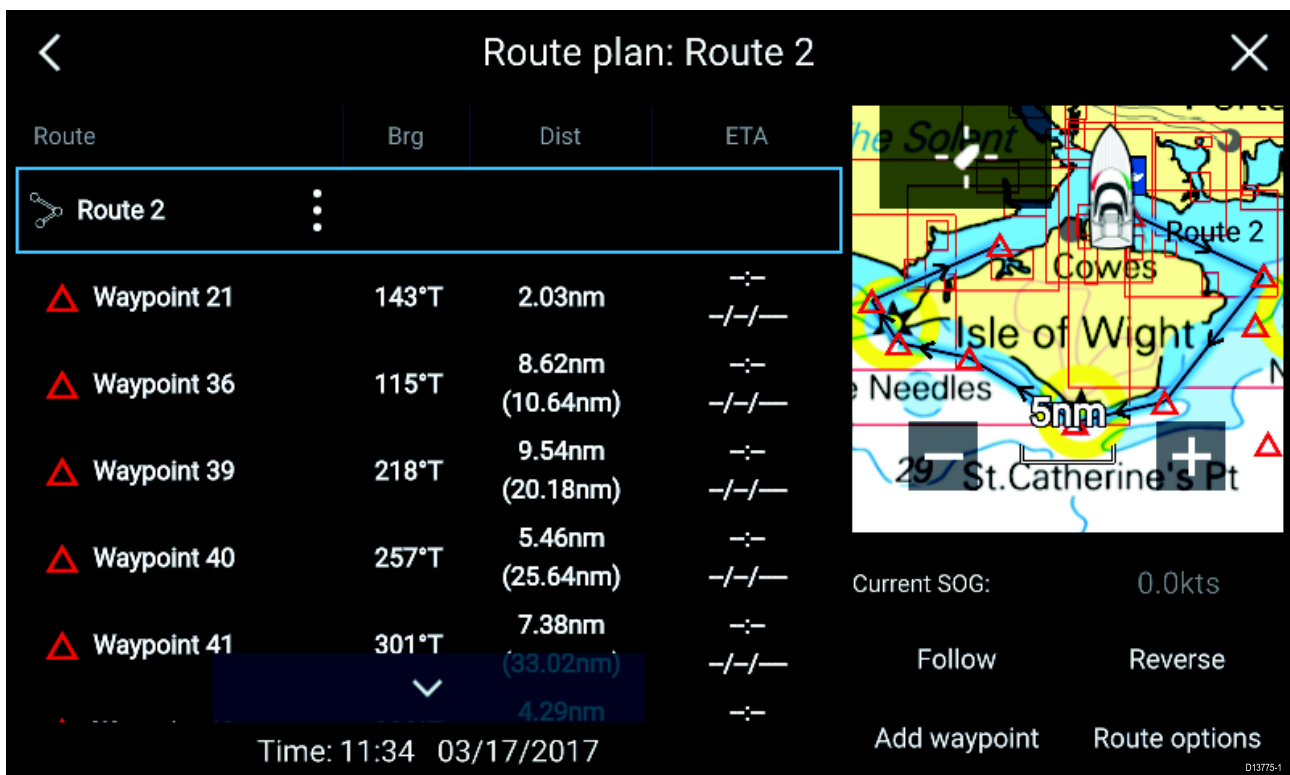 Route plan: Route 2
Route Brg Dist ETA
Route 2
Waypoint 21 143°T 2.03nm --:--
--/--/----
Waypoint 36 115°T 8.62nm --:--
(10.64nm) --/--/----
Waypoint 39 218°T 9.54nm --:--
(20.18nm) --/--/----
Waypoint 40 257°T 5.46nm --:--
(25.64nm) --/--/----
Waypoint 41 301°T 7.38nm --:--
(33.02nm) --/--/----
4.29nm --:--
Time: 11:34 03/17/2017
he Solent
Route 2
Cowes
Isle of Wight
Needles
5nm
29 St.Catherine's Pt
Current SOG: 0.0kts
Follow Reverse
Add waypoint Route options
D13775-1